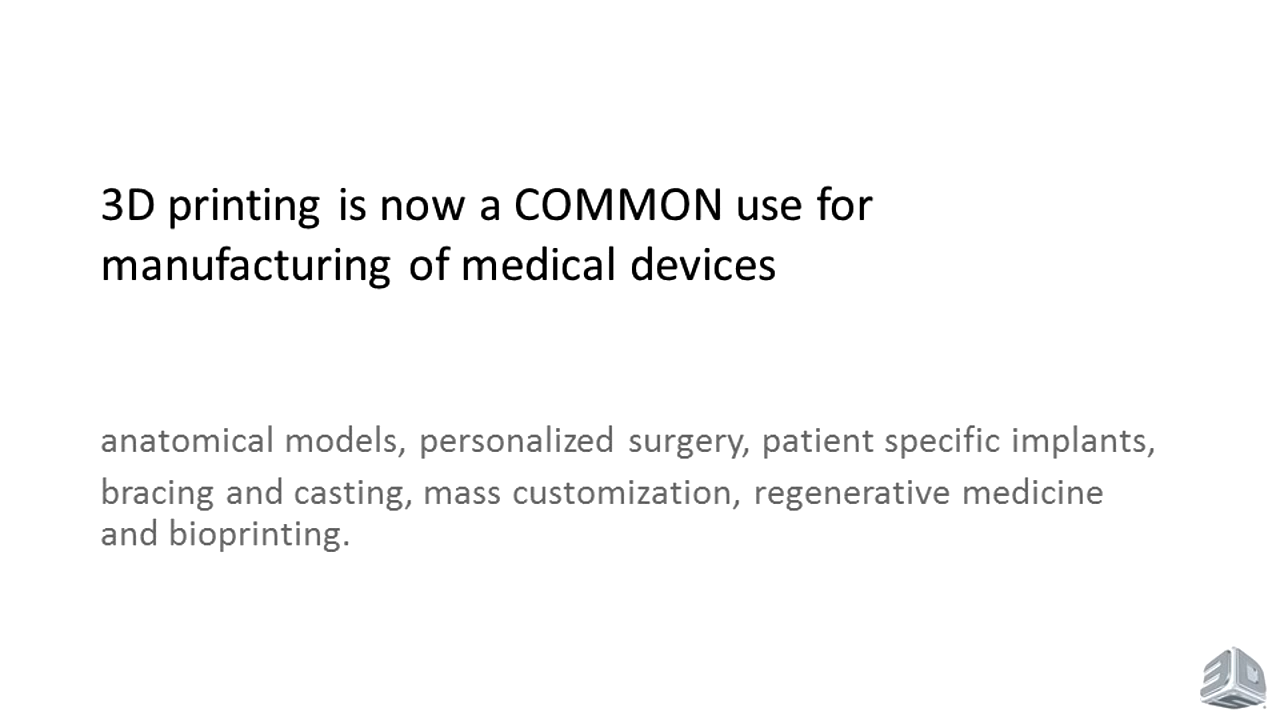 3D printing is now a COMMON use for
manufacturing of medical devices
anatomical models, personalized surgery, patient specific implants,
bracing and casting, mass customization, regenerative medicine
and bioprinting.
3D